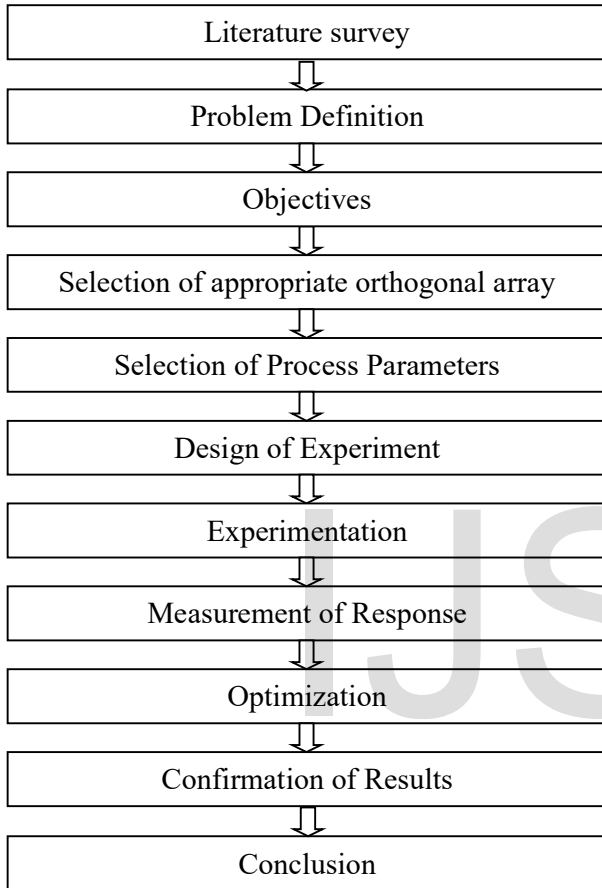 Literature survey
Problem Definition
Objectives
Selection of appropriate orthogonal array
Selection of Process Parameters
Design of Experiment
Experimentation
Measurement of Response
Optimization
Confirmation of Results
Conclusion
IJS